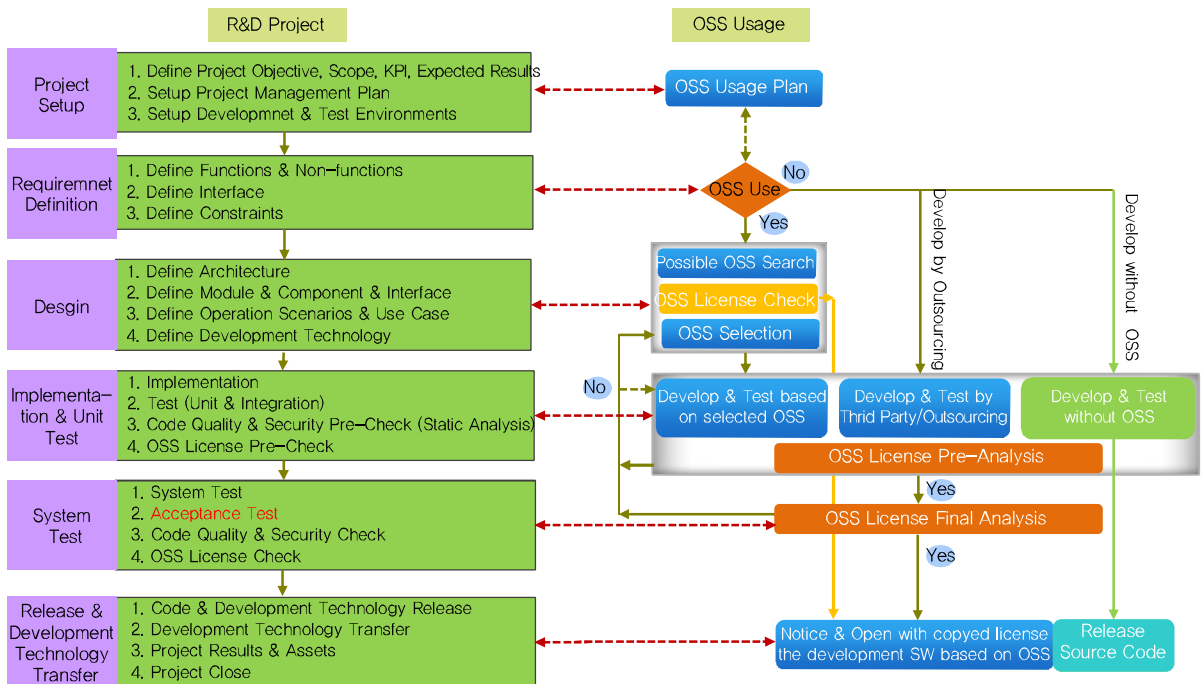 R&D Project
OSS Usage
Project
Setup
1. Define Project Objective, Scope, KPI, Expected Results
2. Setup Project Management Plan
3. Setup Developmnet & Test Environments
OSS Usage Plan
Requiremnet
Definition
1. Define Functions & Non-functions
2. Define Interface
3. Define Constraints
OSS Use
No
Yes
Develop by Outsourcing
Develop without OSS
Desgin
1. Define Architecture
2. Define Module & Component & Interface
3. Define Operation Scenarios & Use Case
4. Define Development Technology
Possible OSS Search
OSS License Check
OSS Selection
Implementa-
tion & Unit
Test
1. Implementation
2. Test (Unit & Integration)
3. Code Quality & Security Pre-Check (Static Analysis)
4. OSS License Pre-Check
No
Develop & Test based
on selected OSS
Develop & Test by
Thrid Party/Outsourcing
Develop & Test
without OSS
OSS License Pre-Analysis
Yes
System
Test
1. System Test
2. Acceptance Test
3. Code Quality & Security Check
4. OSS License Check
OSS License Final Analysis
Yes
Release &
Development
Technology
Transfer
1. Code & Development Technology Release
2. Development Technology Transfer
3. Project Results & Assets
4. Project Close
Notice & Open with copyed license
the development SW based on OSS
Release
Source Code